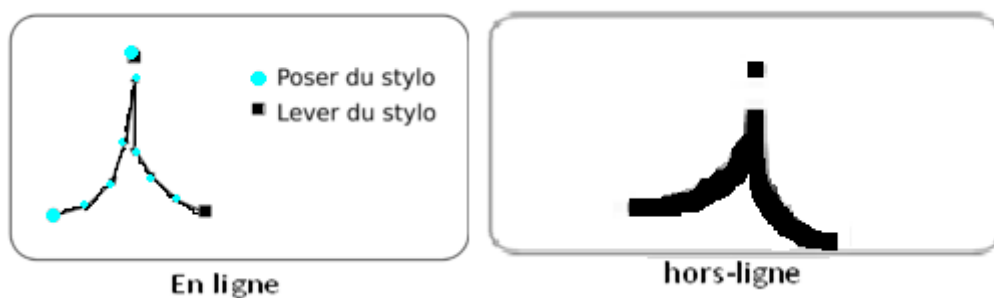 Poser du stylo
Lever du stylo
En ligne
hors-ligne